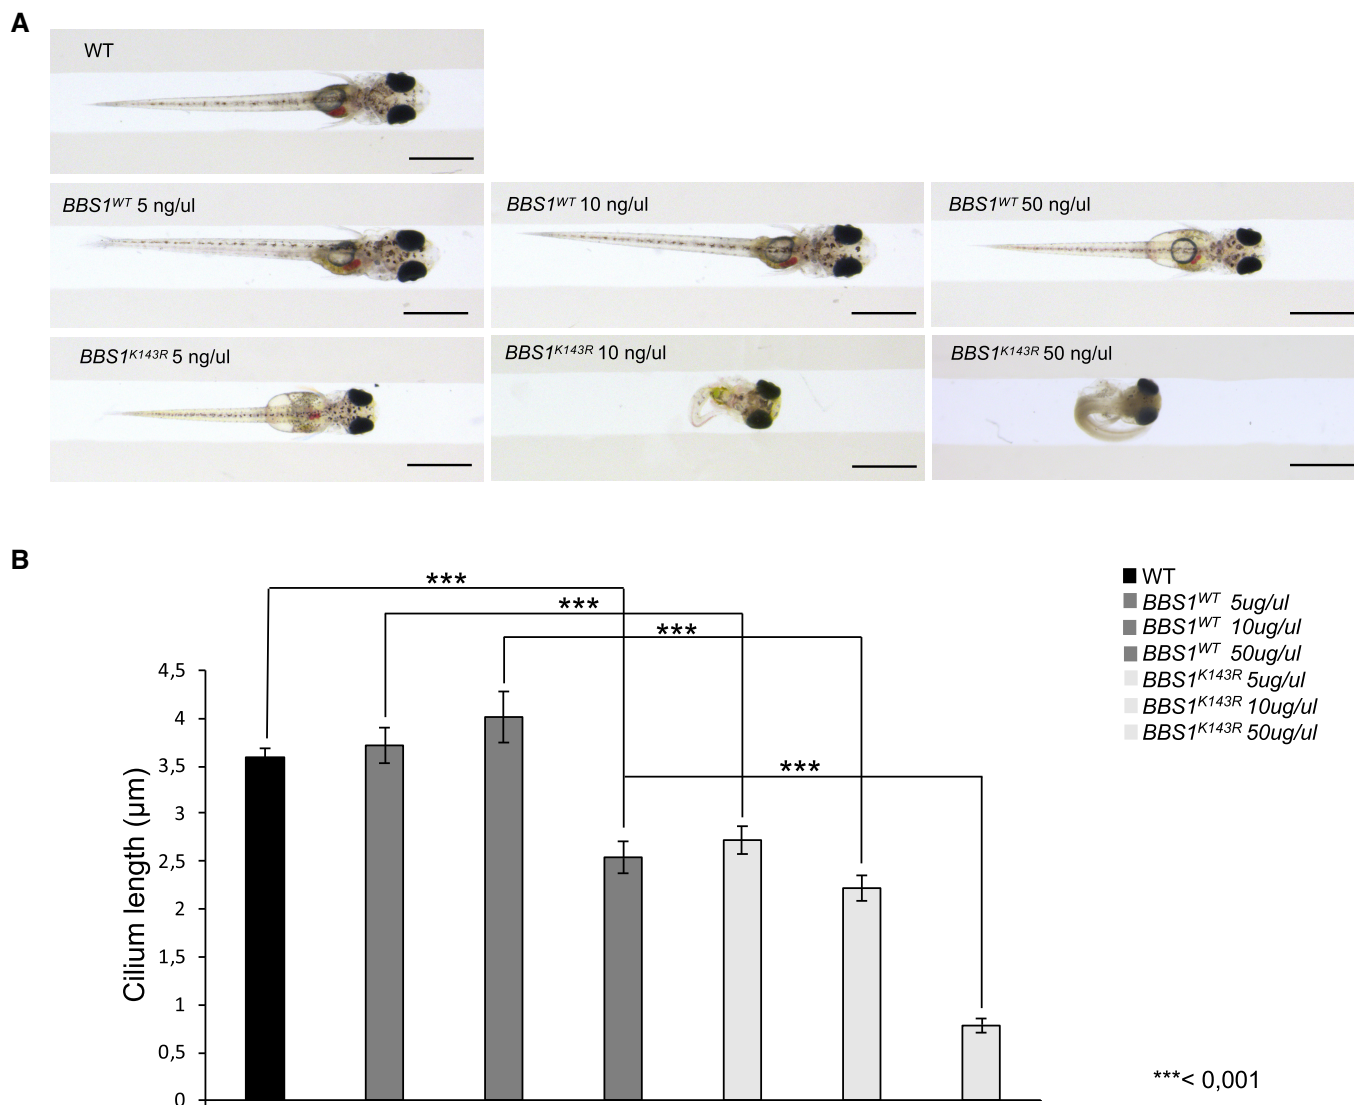 A
WT
BBS1WT 5 ng/ul
BBS1WT 10 ng/ul
BBS1WT 50 ng/ul
BBS1K143R 5 ng/ul
BBS1K143R 10 ng/ul
BBS1K143R 50 ng/ul
B
***
***
***
***
WT
BBS1WT 5ug/ul
BBS1WT 10ug/ul
BBS1WT 50ug/ul
BBS1K143R 5ug/ul
BBS1K143R 10ug/ul
BBS1K143R 50ug/ul
Cilium length (µm)
4,5
4
3,5
3
2,5
2
1,5
1
0,5
0
***< 0,001